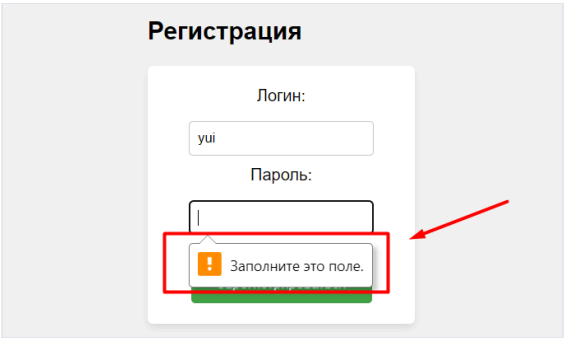 Регистрация
Логин:
yui
Пароль:
Заполните это поле.